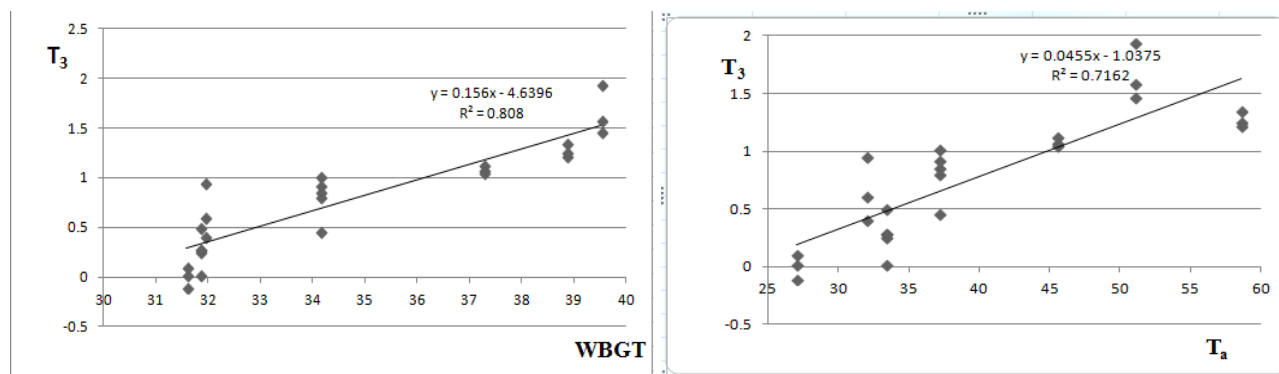 2.5
T3
2
y = 0.156x - 4.6396
R² = 0.808
1.5
1
0.5
0
30 31 32 33 34 35 36 37 38 39 40
-0.5
WBGT
2
T3
y = 0.0455x - 1.0375
R² = 0.7162
1.5
1
0.5
0
25 30 35 40 45 50 55 60
-0.5
Ta